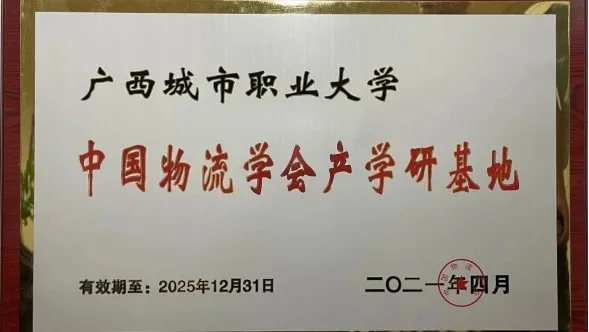 广西城市职业大学
中国物流学会产学研基地
有效期至：2025年12月31日
二〇二一年四月